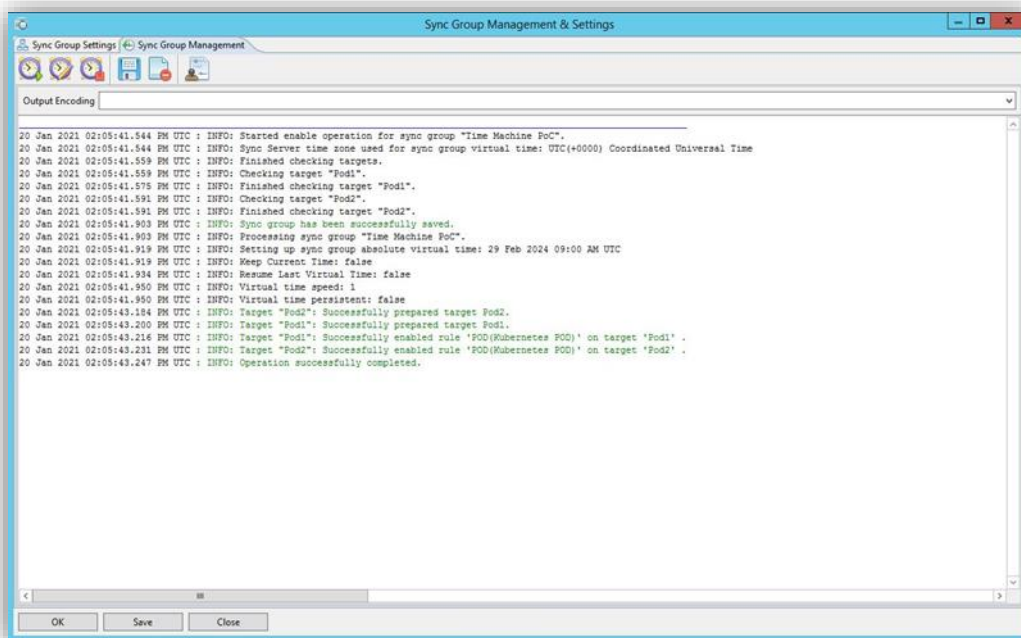 Sync Group Management & Settings
Sync Group Settings Sync Group Management
Output Encoding
20 Jan 2021 02:05:41.544 PM UTC : INFO: Started enable operation for sync group "Time Machine PoC".
20 Jan 2021 02:05:41.544 PM UTC : INFO: Sync Server time zone used for sync group virtual time: UTC(+0000) Coordinated Universal Time
20 Jan 2021 02:05:41.559 PM UTC : INFO: Finished checking targets.
20 Jan 2021 02:05:41.559 PM UTC : INFO: Checking target "Pod1".
20 Jan 2021 02:05:41.575 PM UTC : INFO: Finished checking target "Pod1".
20 Jan 2021 02:05:41.591 PM UTC : INFO: Checking target "Pod2".
20 Jan 2021 02:05:41.591 PM UTC : INFO: Finished checking target "Pod2".
20 Jan 2021 02:05:41.903 PM UTC : INFO: Sync group has been successfully saved.
20 Jan 2021 02:05:41.903 PM UTC : INFO: Processing sync group "Time Machine PoC".
20 Jan 2021 02:05:41.919 PM UTC : INFO: Setting up sync group absolute virtual time: 29 Feb 2024 09:00 AM UTC
20 Jan 2021 02:05:41.919 PM UTC : INFO: Keep Current Time: false
20 Jan 2021 02:05:41.934 PM UTC : INFO: Resume Last Virtual Time: false
20 Jan 2021 02:05:41.950 PM UTC : INFO: Virtual time speed: 1
20 Jan 2021 02:05:41.950 PM UTC : INFO: Virtual time persistent: false
20 Jan 2021 02:05:43.184 PM UTC : INFO: Target "Pod2": Successfully prepared target Pod2.
20 Jan 2021 02:05:43.200 PM UTC : INFO: Target "Pod1": Successfully prepared target Pod1.
20 Jan 2021 02:05:43.216 PM UTC : INFO: Target "Pod1": Successfully enabled rule 'POD(Kubernetes POD)' on target 'Pod1' .
20 Jan 2021 02:05:43.231 PM UTC : INFO: Target "Pod2": Successfully enabled rule 'POD(Kubernetes POD)' on target 'Pod2' .
20 Jan 2021 02:05:43.247 PM UTC : INFO: Operation successfully completed.
OK Save Close